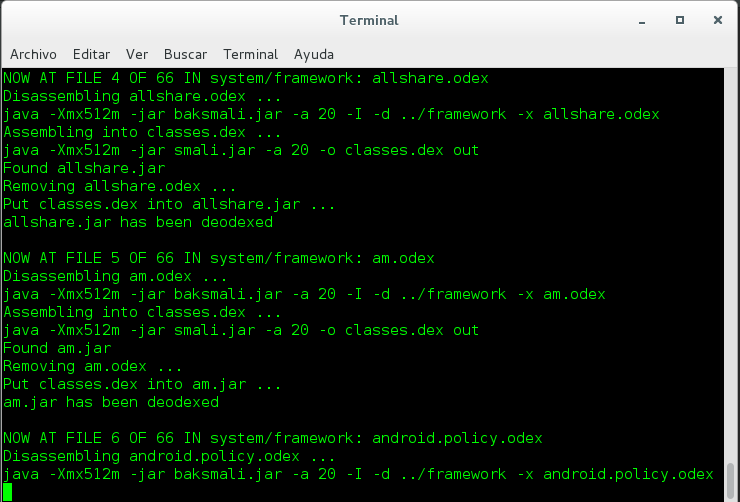 Terminal
Archivo Editar Ver Buscar Terminal Ayuda
NOW AT FILE 4 OF 66 IN system/framework: allshare.odex
Disassembling allshare.odex ...
java -Xmx512m -jar baksmali.jar -a 20 -I -d ../framework -x allshare.odex
Assembling into classes.dex ...
java -Xmx512m -jar smali.jar -a 20 -o classes.dex out
Found allshare.jar
Removing allshare.odex ...
Put classes.dex into allshare.jar ...
allshare.jar has been deodexed
NOW AT FILE 5 OF 66 IN system/framework: am.odex
Disassembling am.odex ...
java -Xmx512m -jar baksmali.jar -a 20 -I -d ../framework -x am.odex
Assembling into classes.dex ...
java -Xmx512m -jar smali.jar -a 20 -o classes.dex out
Found am.jar
Removing am.odex ...
Put classes.dex into am.jar ...
am.jar has been deodexed
NOW AT FILE 6 OF 66 IN system/framework: android.policy.odex
Disassembling android.policy.odex ...
java -Xmx512m -jar baksmali.jar -a 20 -I -d ../framework -x android.policy.odex